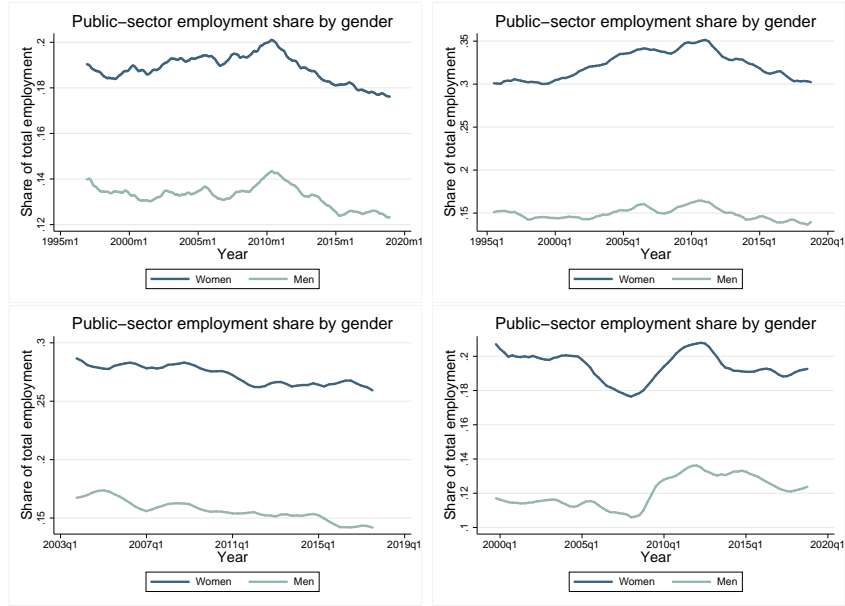 Public−sector employment share by gender
Share of total employment
.2
.18
.16
.14
.12
1995m1 2000m1 2005m1 2010m1 2015m1 2020m1
Year
Women Men
Public−sector employment share by gender
Share of total employment
.35
.3
.25
.2
.15
1995q1 2000q1 2005q1 2010q1 2015q1 2020q1
Year
Women Men
Public−sector employment share by gender
Share of total employment
.3
.25
.2
.15
2003q1 2007q1 2011q1 2015q1 2019q1
Year
Women Men
Public−sector employment share by gender
Share of total employment
.2
.18
.16
.14
.12
.1
2000q1 2005q1 2010q1 2015q1 2020q1
Year
Women Men